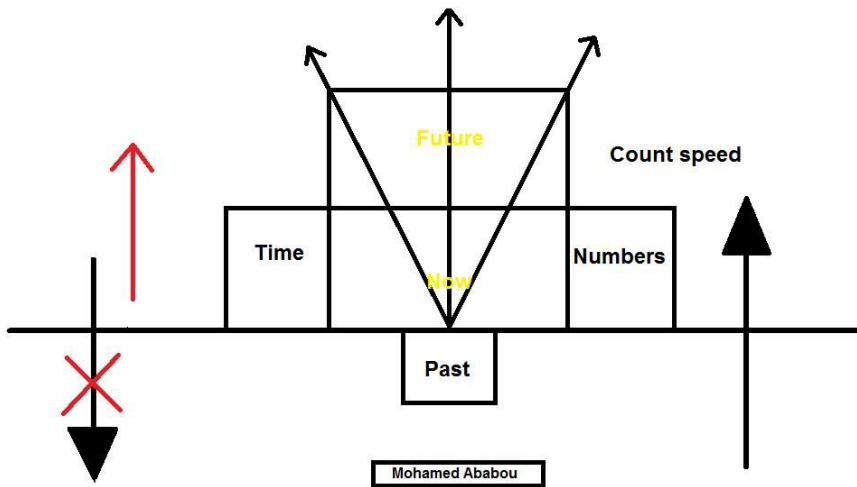 Future
Count speed
Time
Numbers
Now
Past
Mohamed Ababou